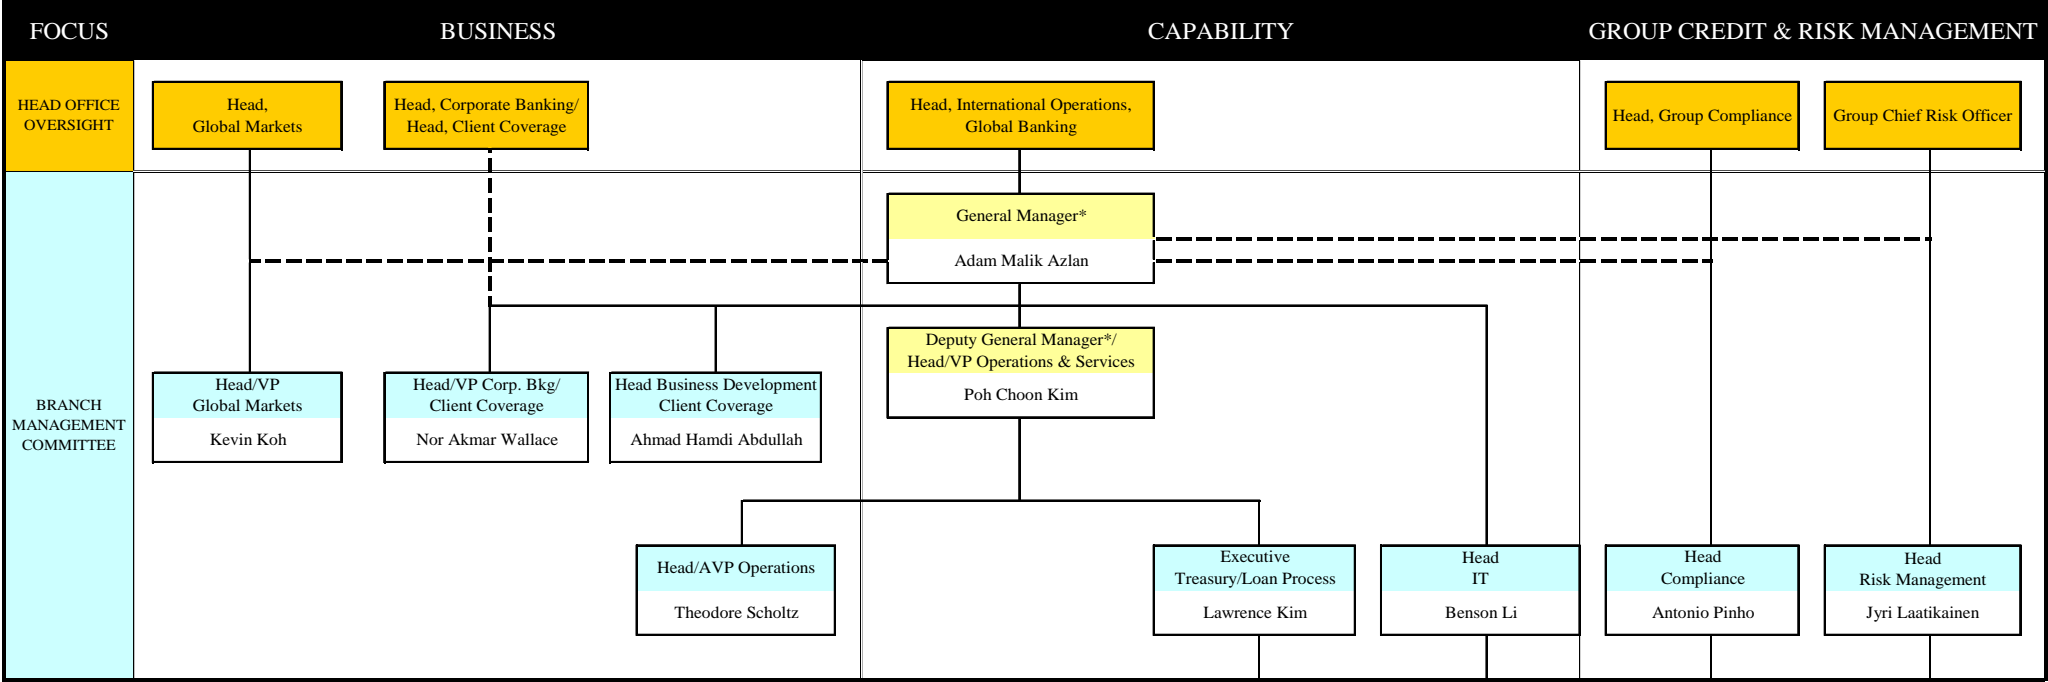 FOCUS
BUSINESS
CAPABILITY
GROUP CREDIT & RISK MANAGEMENT
HEAD OFFICE
OVERSIGHT
Head,
Global Markets
Head, Corporate Banking/
Head, Client Coverage
Head, International Operations,
Global Banking
Head, Group Compliance
Group Chief Risk Officer
BRANCH
MANAGEMENT
COMMITTEE
General Manager*
Adam Malik Azlan
Deputy General Manager*/
Head/VP Operations & Services
Poh Choon Kim
Head/VP
Global Markets
Kevin Koh
Head/VP Corp. Bkg/
Client Coverage
Nor Akmar Wallace
Head Business Development
Client Coverage
Ahmad Hamdi Abdullah
Head/AVP Operations
Theodore Scholtz
Executive
Treasury/Loan Process
Lawrence Kim
Head
IT
Benson Li
Head
Compliance
Antonio Pinho
Head
Risk Management
Jyri Laatikainen